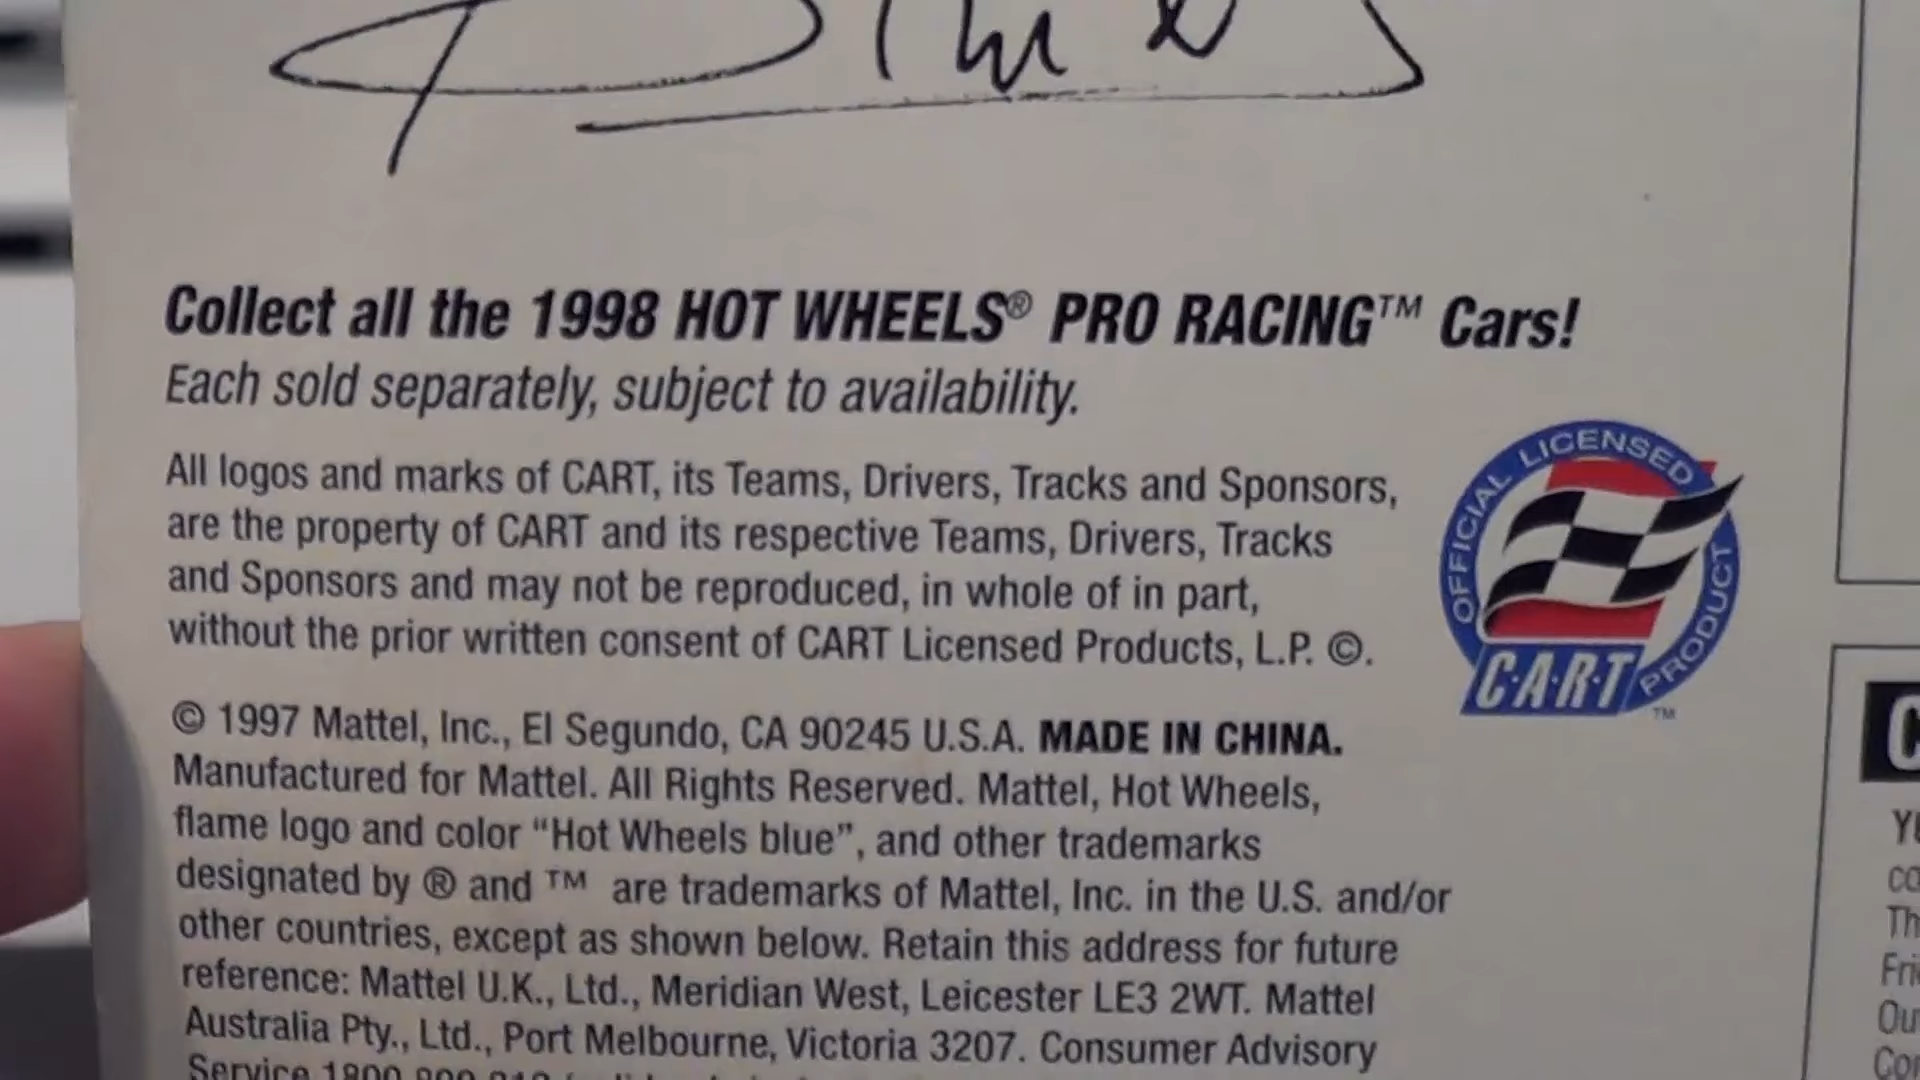 Collect all the 1998 HOT WHEELS® PRO RACING™ Cars!
Each sold separately, subject to availability.
All logos and marks of CART, its Teams, Drivers, Tracks and Sponsors,
are the property of CART and its respective Teams, Drivers, Tracks
and Sponsors and may not be reproduced, in whole of in part,
without the prior written consent of CART Licensed Products, L.P. ©.
OFFICIAL LICENSED PRODUCT
C·A·R·T
TM
© 1997 Mattel, Inc., El Segundo, CA 90245 U.S.A. MADE IN CHINA.
Manufactured for Mattel. All Rights Reserved. Mattel, Hot Wheels,
flame logo and color “Hot Wheels blue”, and other trademarks
designated by ® and ™ are trademarks of Mattel, Inc. in the U.S. and/or
other countries, except as shown below. Retain this address for future
reference: Mattel U.K., Ltd., Meridian West, Leicester LE3 2WT. Mattel
Australia Pty., Ltd., Port Melbourne, Victoria 3207. Consumer Advisory
Service